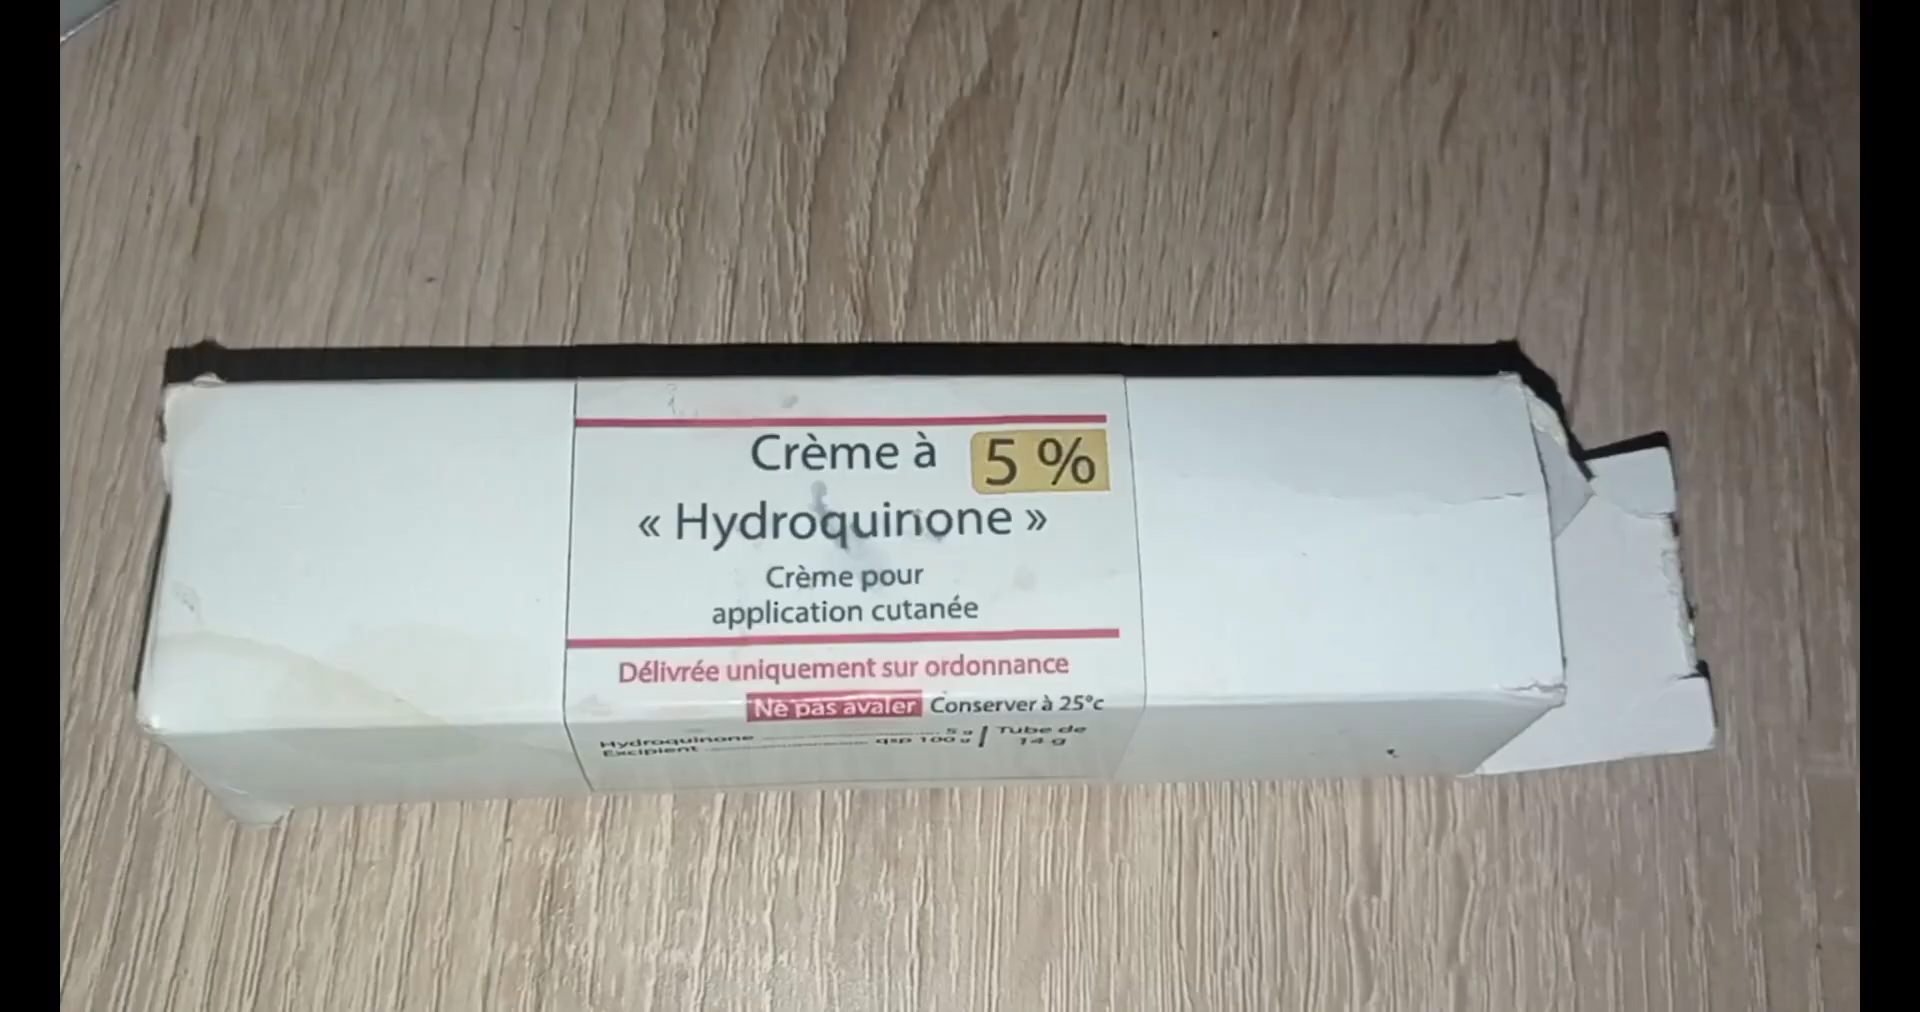 Crème à 5 %
« Hydroquinone »
Crème pour
application cutanée
Délivrée uniquement sur ordonnance
Ne pas avaler Conserver à 25°c
Hydroquinone 5 g
Excipient qsp 100 g
Tube de
14 g